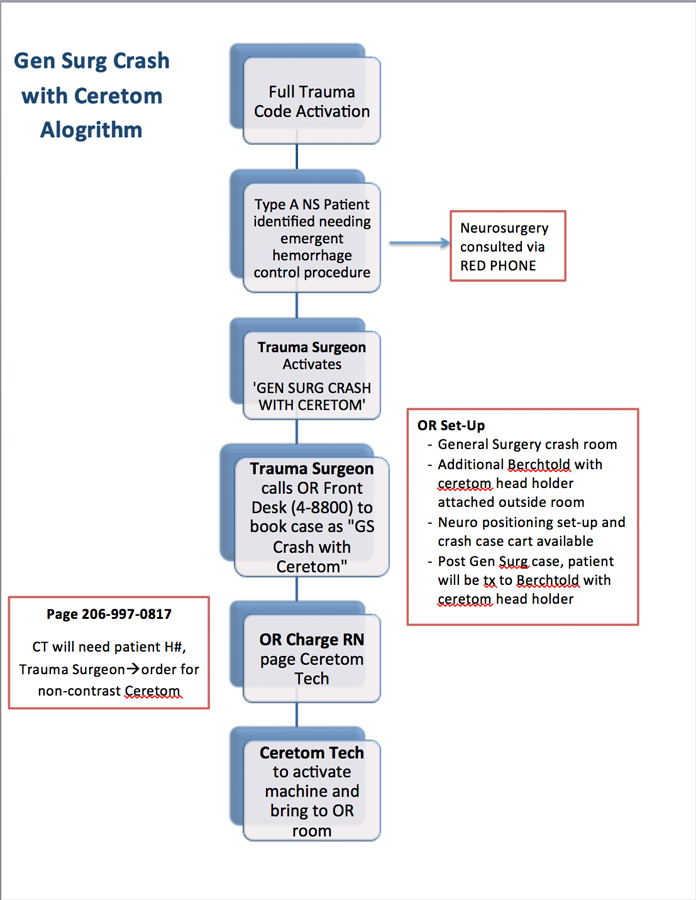 Gen Surg Crash
with Ceretom
Alogrithm
Full Trauma
Code Activation
Type A NS Patient
identified needing
emergent
hemorrhage
control procedure
Neurosurgery
consulted via
RED PHONE
Trauma Surgeon
Activates
'GEN SURG CRASH
WITH CERETOM'
Trauma Surgeon
calls OR Front
Desk (4-8800) to
book case as "GS
Crash with
Ceretom"
OR Set-Up
- General Surgery crash room
- Additional Berchtold with
ceretom head holder
attached outside room
- Neuro positioning set-up and
crash case cart available
- Post Gen Surg case, patient
will be tx to Berchtold with
ceretom head holder
Page 206-997-0817
CT will need patient H#,
Trauma Surgeon→order for
non-contrast Ceretom
OR Charge RN
page Ceretom
Tech
Ceretom Tech
to activate
machine and
bring to OR
room